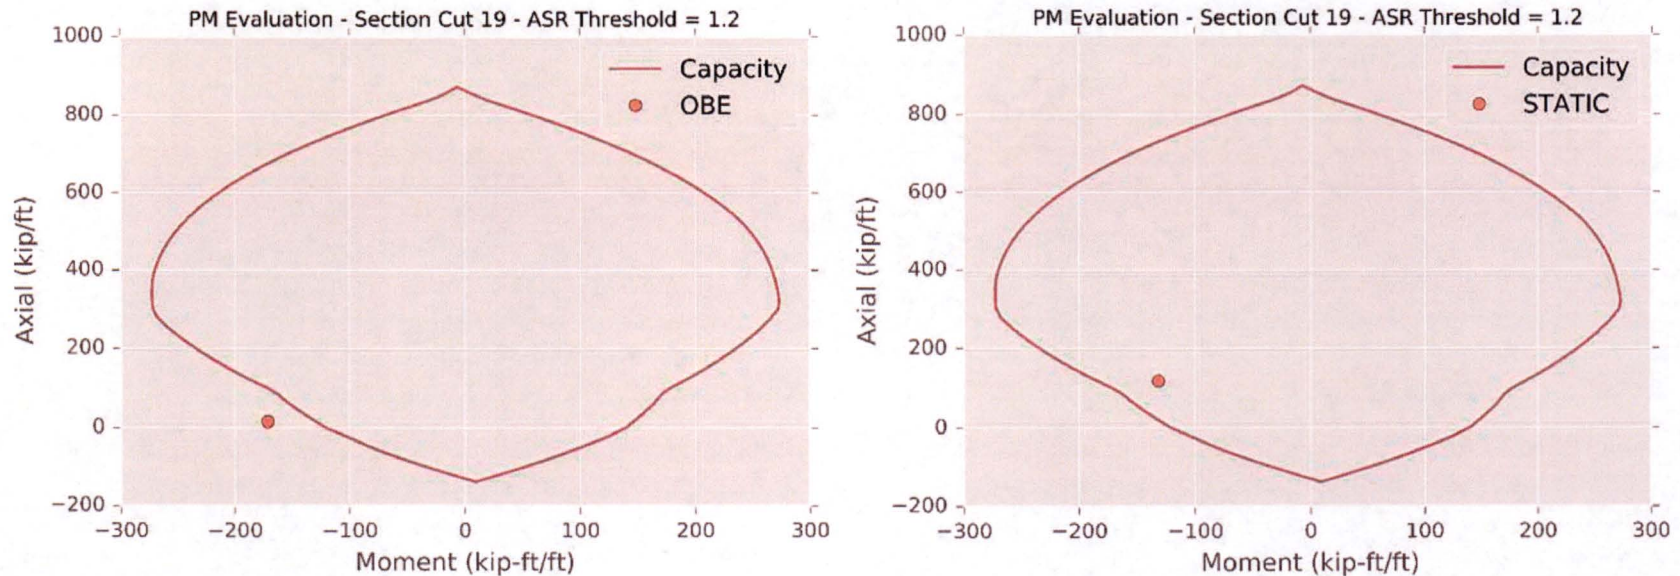 PM Evaluation - Section Cut 19 - ASR Threshold = 1.2
1000
800
600
400
200
0
−200
Axial (kip/ft)
Capacity
OBE
−300
−200
−100
0
100
200
300
Moment (kip-ft/ft)
PM Evaluation - Section Cut 19 - ASR Threshold = 1.2
1000
800
600
400
200
0
−200
Axial (kip/ft)
Capacity
STATIC
−300
−200
−100
0
100
200
300
Moment (kip-ft/ft)